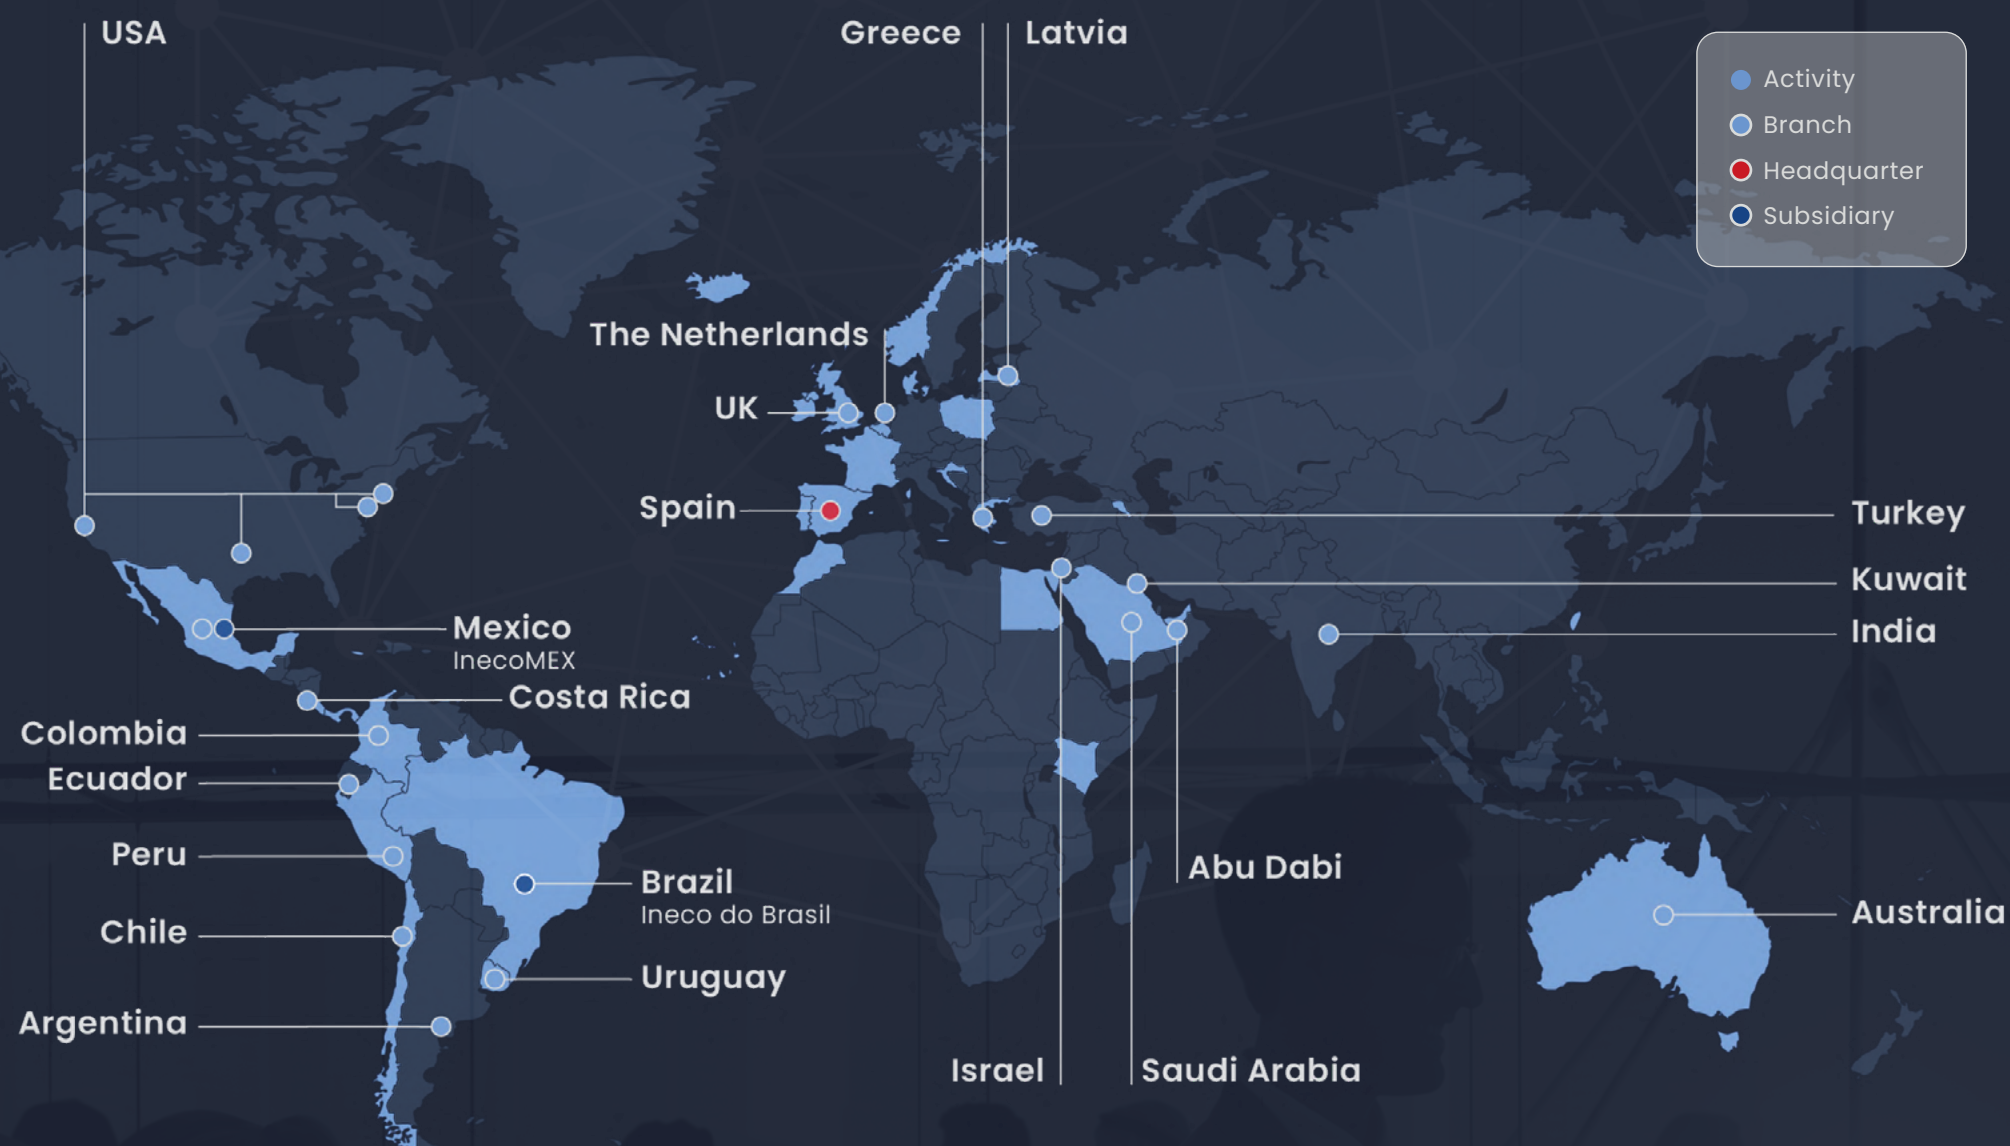 USA
Greece
Latvia
Activity
Branch
Headquarter
Subsidiary
The Netherlands
UK
Spain
Turkey
Kuwait
India
Mexico
InecoMEX
Costa Rica
Colombia
Ecuador
Peru
Abu Dabi
Brazil
Ineco do Brasil
Australia
Chile
Uruguay
Argentina
Israel
Saudi Arabia